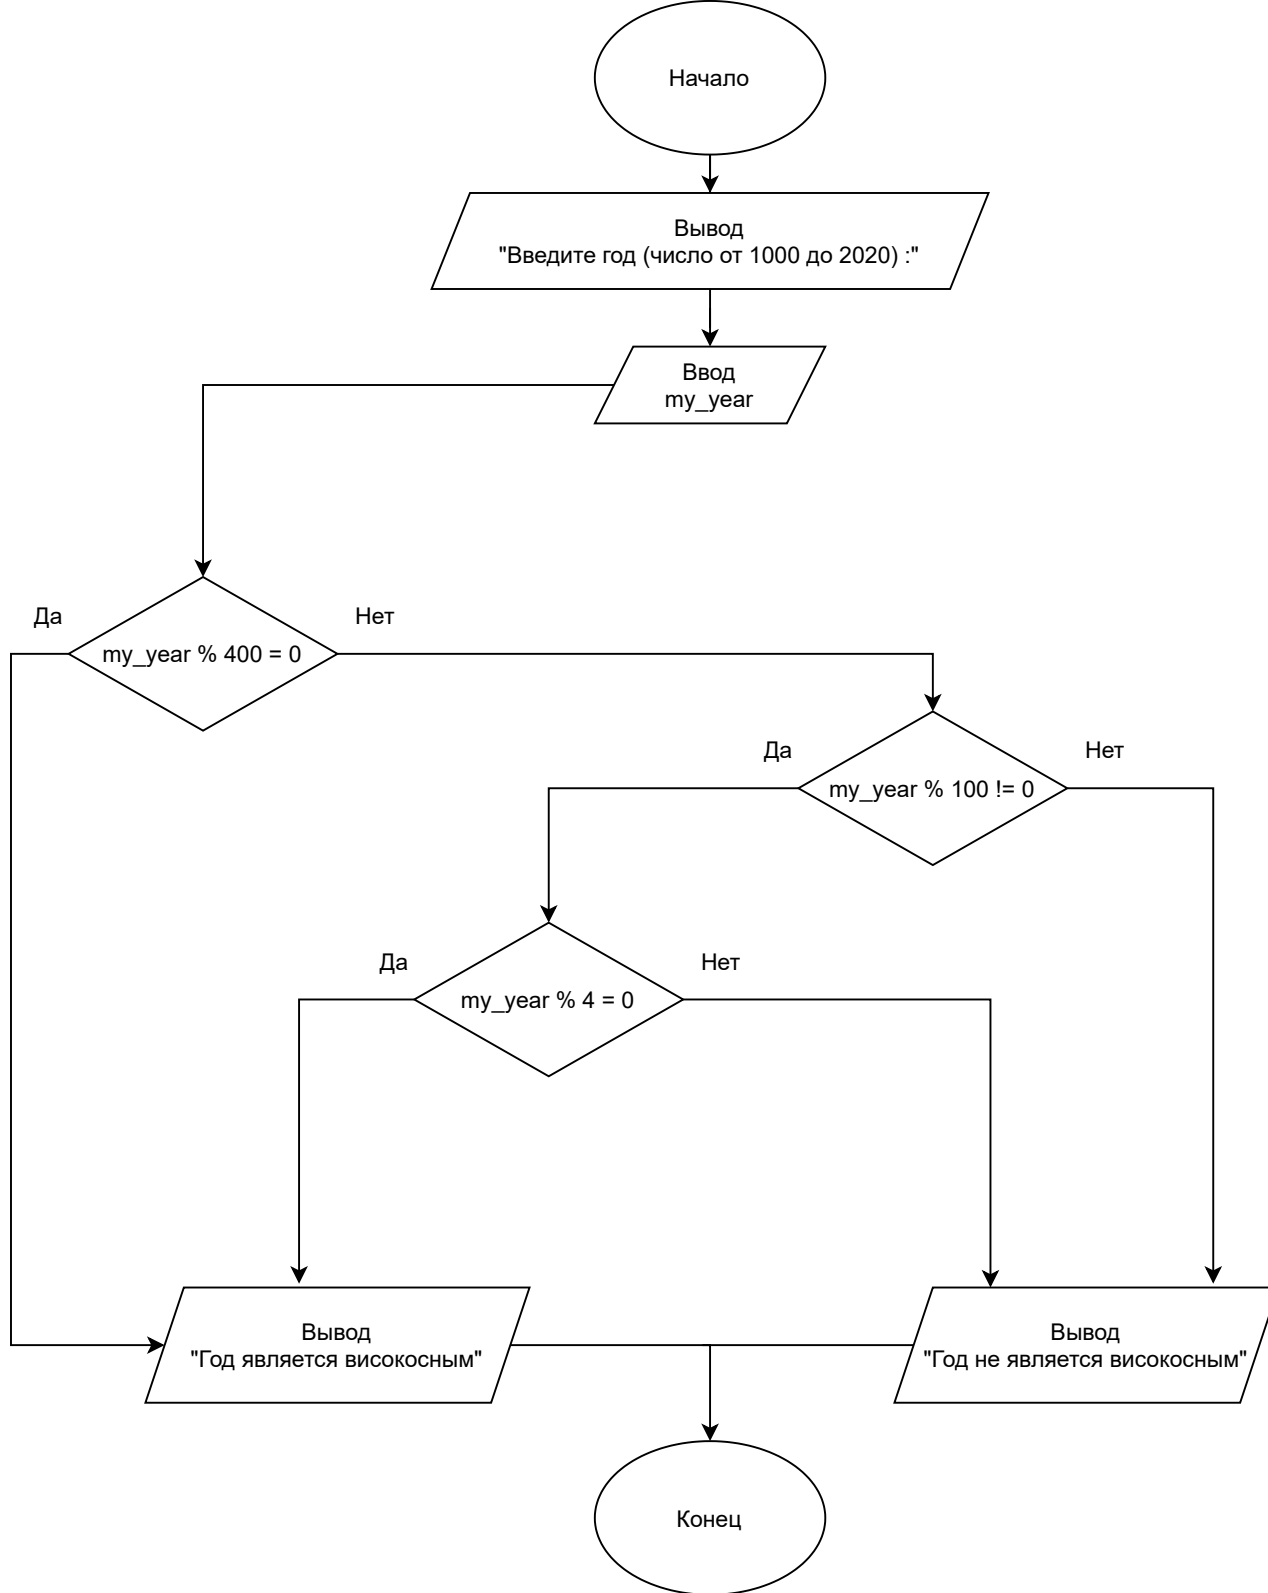 Начало
Вывод
"Введите год (число от 1000 до 2020) :"
Ввод
my_year
Да
Нет
my_year % 400 = 0
Да
Нет
my_year % 100 != 0
Да
Нет
my_year % 4 = 0
Вывод
"Год является високосным"
Вывод
"Год не является високосным"
Конец